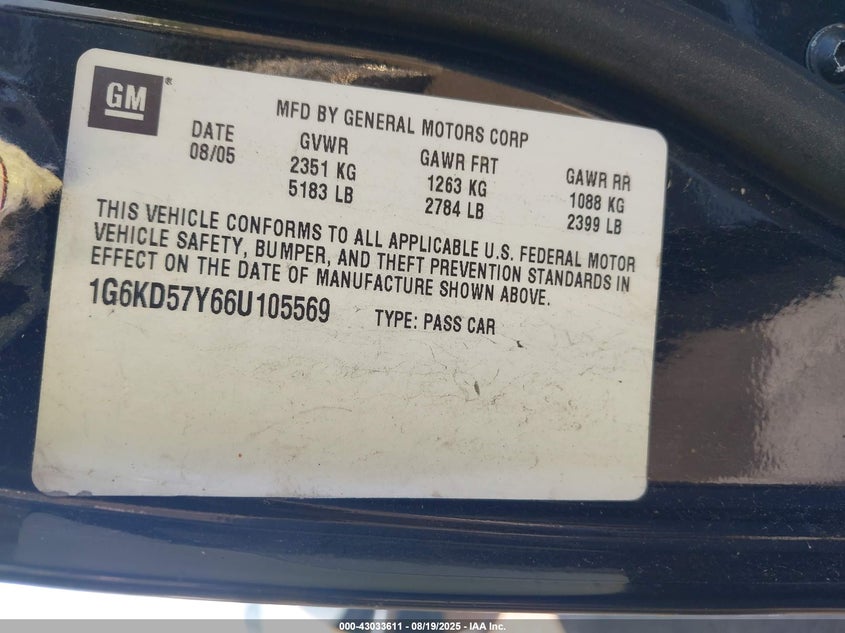 GM®
MFD BY GENERAL MOTORS CORP
DATE GVWR GAWR FRT GAWR RR
08/05 2351 KG 1263 KG 1088 KG
5183 LB 2784 LB 2399 LB
THIS VEHICLE CONFORMS TO ALL APPLICABLE U.S. FEDERAL MOTOR
VEHICLE SAFETY, BUMPER, AND THEFT PREVENTION STANDARDS IN
EFFECT ON THE DATE OF MANUFACTURE SHOWN ABOVE.
1G6KD57Y66U105569 TYPE: PASS CAR
000-43033611 - 08/19/2025 - IAA Inc.